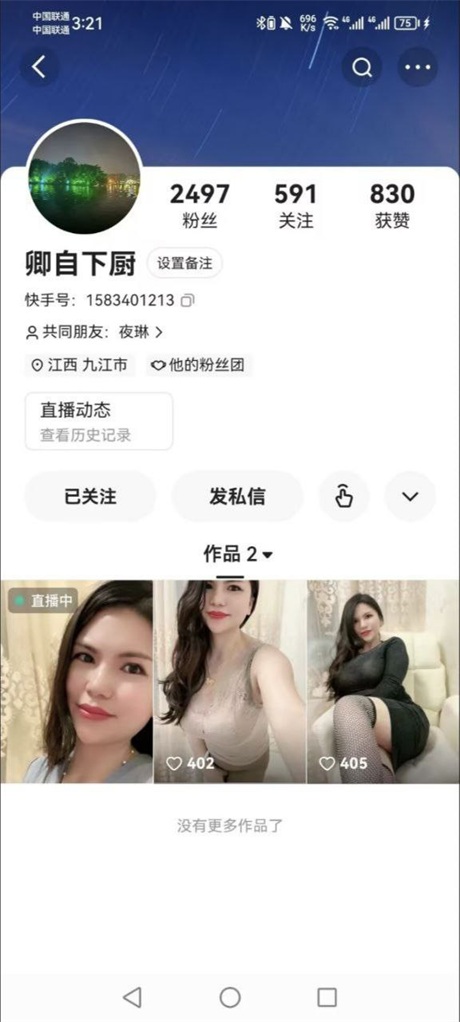 中国联通
中国联通 3:21 696 K/s 4G 4G 75
2497 591 830
粉丝 关注 获赞
卿自下厨 设置备注
快手号：1583401213
共同朋友：夜琳
江西 九江市 他的粉丝团
直播动态
查看历史记录
已关注 发私信
作品 2
直播中
402 405
没有更多作品了